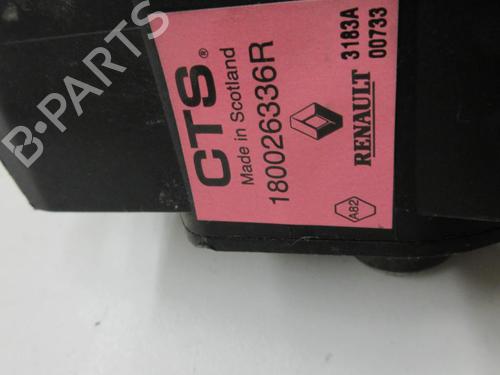 CTS®
Made in Scotland
180026336R
RENAULT
3183A
00733
A82
B-PARTS